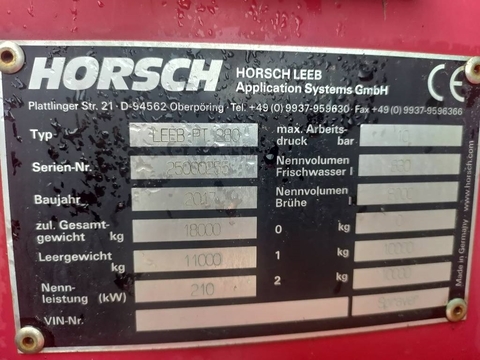 HORSCH
HORSCH LEEB
Application Systems GmbH
CE
Plattlinger Str. 21 · D-94562 Oberpöring · Tel. +49 (0) 9937-959630 · Fax +49 (0) 9937-9596366
Typ LEEB PT
max. Arbeits-
druck bar
Serien-Nr.
Nennvolumen
Frischwasser l
Baujahr
Nennvolumen
Brühe l
zul. Gesamt-
gewicht kg 18000
0 kg
Leergewicht
kg 11000
1 kg
Nenn-
leistung (kW) 210
2 kg
VIN-Nr.
Made in Germany · www.horsch.com